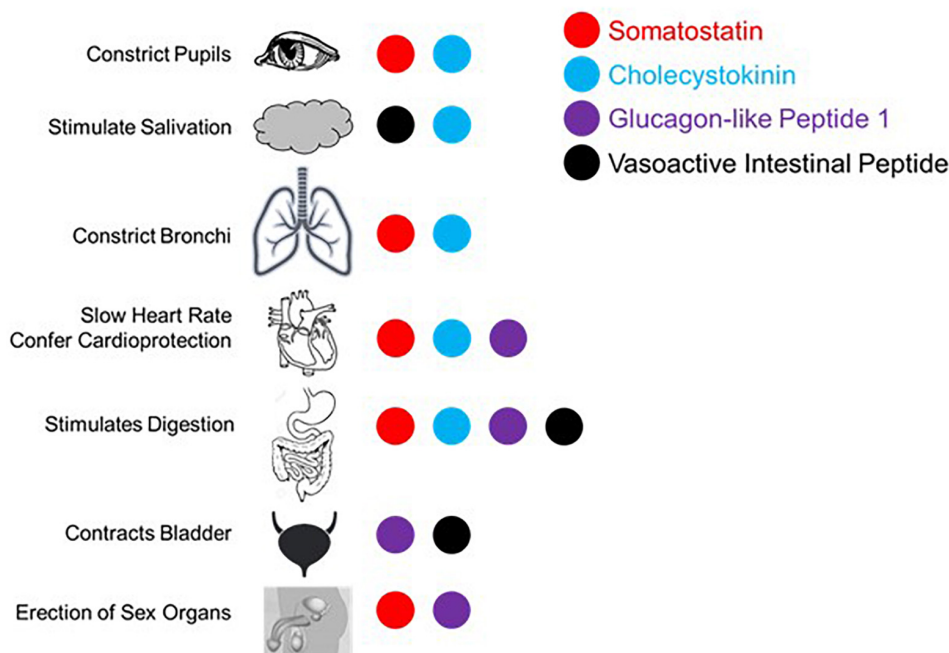 Constrict Pupils
Stimulate Salivation
Constrict Bronchi
Slow Heart Rate
Confer Cardioprotection
Stimulates Digestion
Contracts Bladder
Erection of Sex Organs
Somatostatin
Cholecystokinin
Glucagon-like Peptide 1
Vasoactive Intestinal Peptide